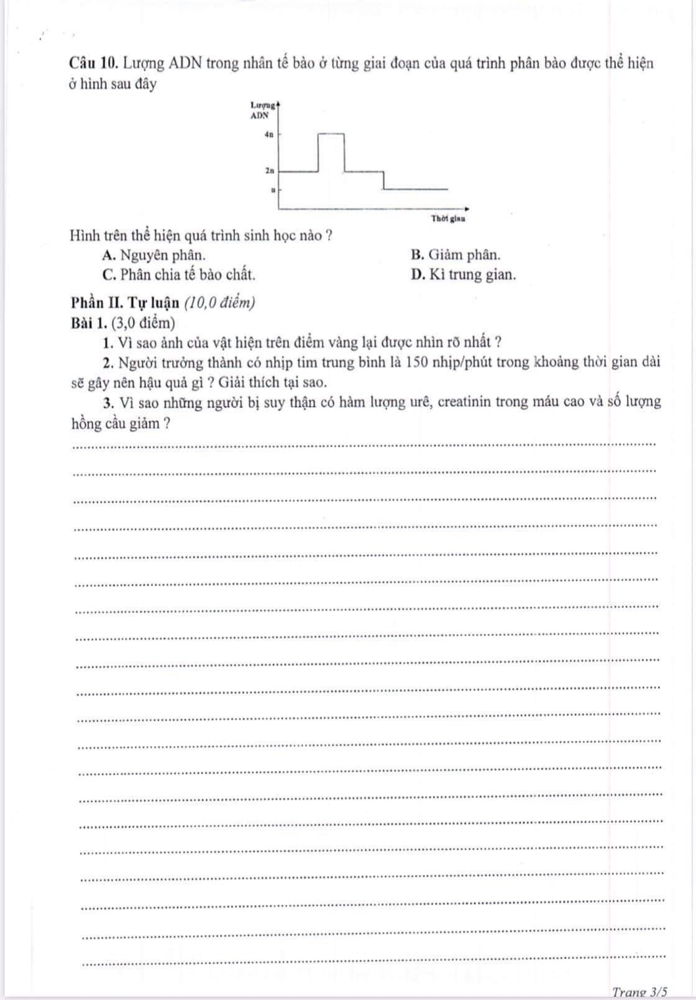 Câu 10. Lượng ADN trong nhân tế bào ở từng giai đoạn của quá trình phân bào được thể hiện
ở hình sau đây
Lượng
ADN
4n
2n
n
Thời gian
Hình trên thể hiện quá trình sinh học nào ?
A. Nguyên phân. B. Giảm phân.
C. Phân chia tế bào chất. D. Kì trung gian.
Phần II. Tự luận (10,0 điểm)
Bài 1. (3,0 điểm)
1. Vì sao ảnh của vật hiện trên điểm vàng lại được nhìn rõ nhất ?
2. Người trưởng thành có nhịp tim trung bình là 150 nhịp/phút trong khoảng thời gian dài
sẽ gây nên hậu quả gì ? Giải thích tại sao.
3. Vì sao những người bị suy thận có hàm lượng urê, creatinin trong máu cao và số lượng
hồng cầu giảm ?
Trang 3/5